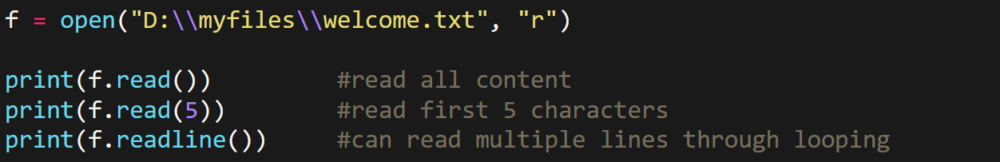 f = open("D:\\myfiles\\welcome.txt", "r")
print(f.read()) #read all content
print(f.read(5)) #read first 5 characters
print(f.readline()) #can read multiple lines through looping